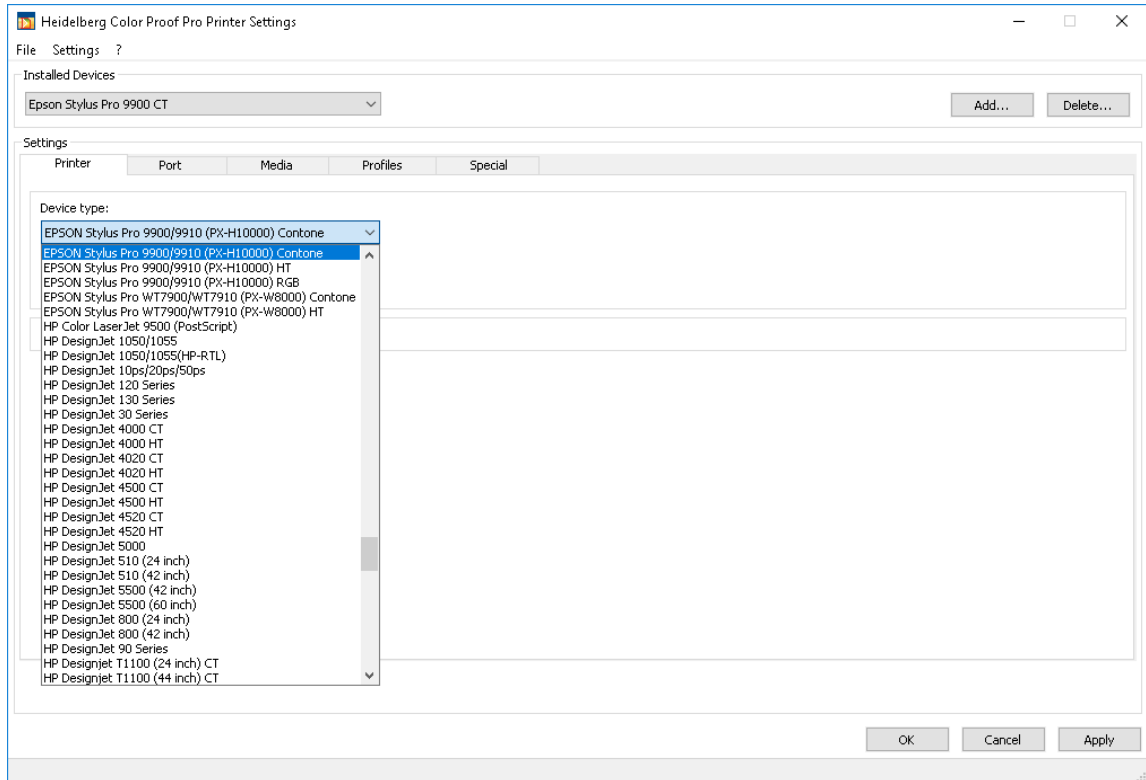 Heidelberg Color Proof Pro Printer Settings
File Settings ?
Installed Devices
Epson Stylus Pro 9900 CT
Add...
Delete...
Settings
Printer
Port
Media
Profiles
Special
Device type:
EPSON Stylus Pro 9900/9910 (PX-H10000) Contone
EPSON Stylus Pro 9900/9910 (PX-H10000) Contone
EPSON Stylus Pro 9900/9910 (PX-H10000) HT
EPSON Stylus Pro 9900/9910 (PX-H10000) RGB
EPSON Stylus Pro WT7900/WT7910 (PX-W8000) Contone
EPSON Stylus Pro WT7900/WT7910 (PX-W8000) HT
HP Color LaserJet 9500 (PostScript)
HP DesignJet 1050/1055
HP DesignJet 1050/1055(HP-RTL)
HP DesignJet 10ps/20ps/50ps
HP DesignJet 120 Series
HP DesignJet 130 Series
HP DesignJet 30 Series
HP DesignJet 4000 CT
HP DesignJet 4000 HT
HP DesignJet 4020 CT
HP DesignJet 4020 HT
HP DesignJet 4500 CT
HP DesignJet 4500 HT
HP DesignJet 4520 CT
HP DesignJet 4520 HT
HP DesignJet 5000
HP DesignJet 510 (24 inch)
HP DesignJet 510 (42 inch)
HP DesignJet 5500 (42 inch)
HP DesignJet 5500 (60 inch)
HP DesignJet 800 (24 inch)
HP DesignJet 800 (42 inch)
HP DesignJet 90 Series
HP Designjet T1100 (24 inch) CT
HP Designjet T1100 (44 inch) CT
OK
Cancel
Apply